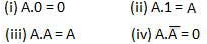 (i) A.0 = 0 (ii) A.1 = A
(iii) A.A = A (iv) A.A̅ = 0